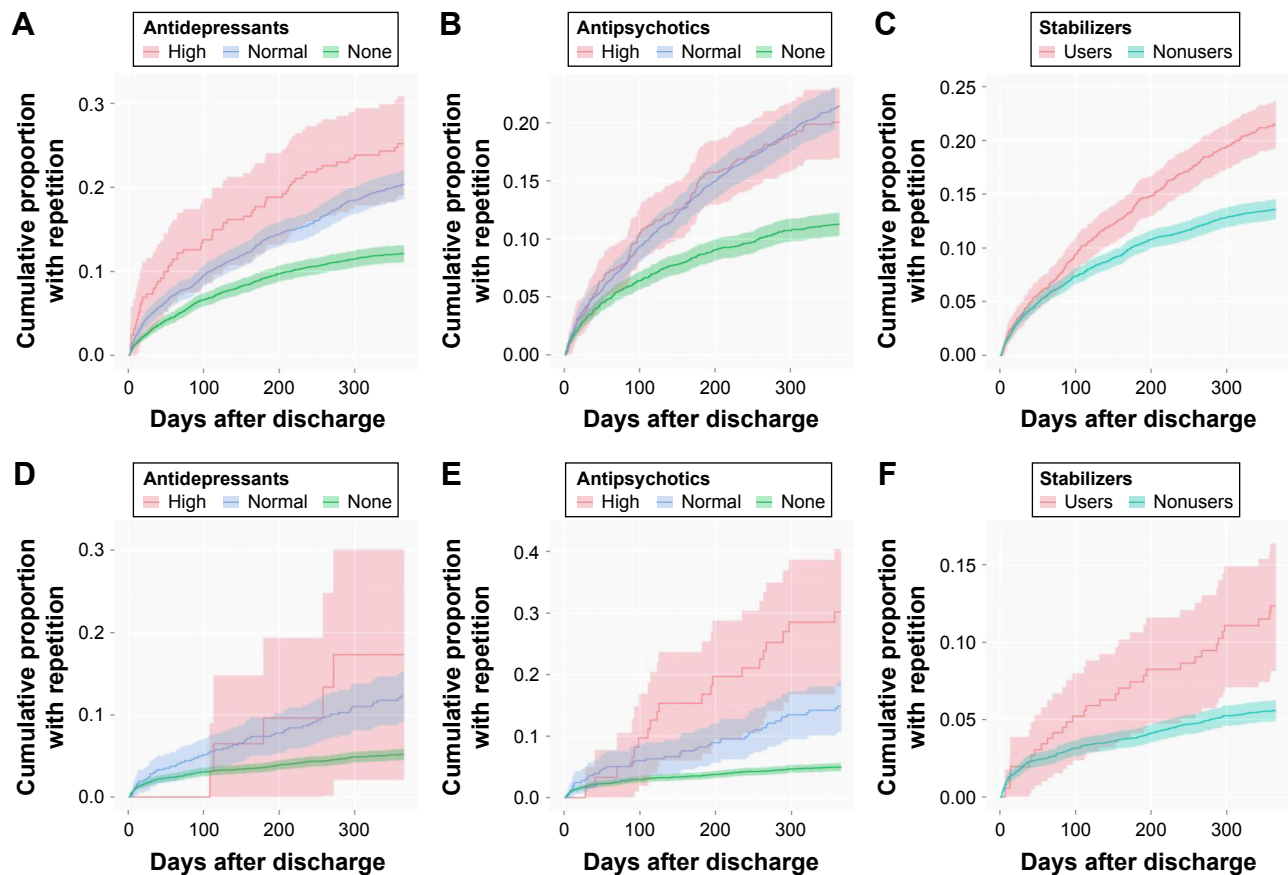 A
Antidepressants
High Normal None
Cumulative proportion
with repetition
0.3
0.2
0.1
0.0
0 100 200 300
Days after discharge
B
Antipsychotics
High Normal None
Cumulative proportion
with repetition
0.20
0.15
0.10
0.05
0.00
0 100 200 300
Days after discharge
C
Stabilizers
Users Nonusers
Cumulative proportion
with repetition
0.25
0.20
0.15
0.10
0.05
0.00
0 100 200 300
Days after discharge
D
Antidepressants
High Normal None
Cumulative proportion
with repetition
0.3
0.2
0.1
0.0
0 100 200 300
Days after discharge
E
Antipsychotics
High Normal None
Cumulative proportion
with repetition
0.4
0.3
0.2
0.1
0.0
0 100 200 300
Days after discharge
F
Stabilizers
Users Nonusers
Cumulative proportion
with repetition
0.15
0.10
0.05
0.00
0 100 200 300
Days after discharge